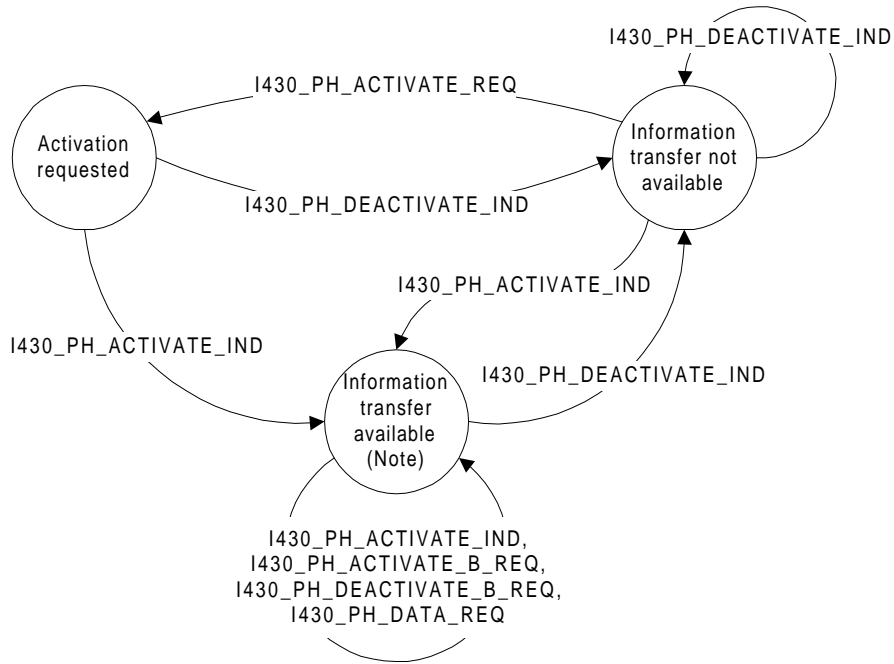 I430_PH_DEACTIVATE_IND
I430_PH_ACTIVATE_REQ
Activation
requested
Information
transfer not
available
I430_PH_DEACTIVATE_IND
I430_PH_ACTIVATE_IND
I430_PH_ACTIVATE_IND
I430_PH_DEACTIVATE_IND
Information
transfer
available
(Note)
I430_PH_ACTIVATE_IND,
I430_PH_ACTIVATE_B_REQ,
I430_PH_DEACTIVATE_B_REQ,
I430_PH_DATA_REQ